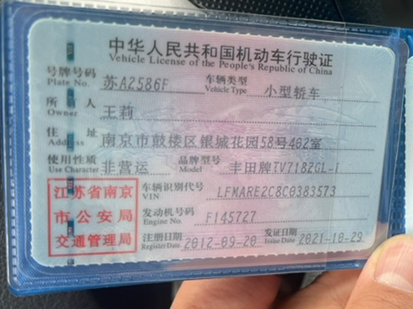 中华人民共和国机动车行驶证
Vehicle License of the People's Republic of China
号牌号码 苏A2586F 车辆类型 小型轿车
Plate No. Vehicle Type
所有人 王莉
Owner
住址 南京市鼓楼区银城花园58号402室
Address
使用性质 非营运 品牌型号 丰田牌TV7182GL-I
Use Character Model
江苏省南京
市公安局
交通管理局
车辆识别代号 LFMARE2C8C0383573
VIN
发动机号码 F145727
Engine No.
注册日期 2012-09-20 发证日期 2021-10-29
Register Date Issue Date